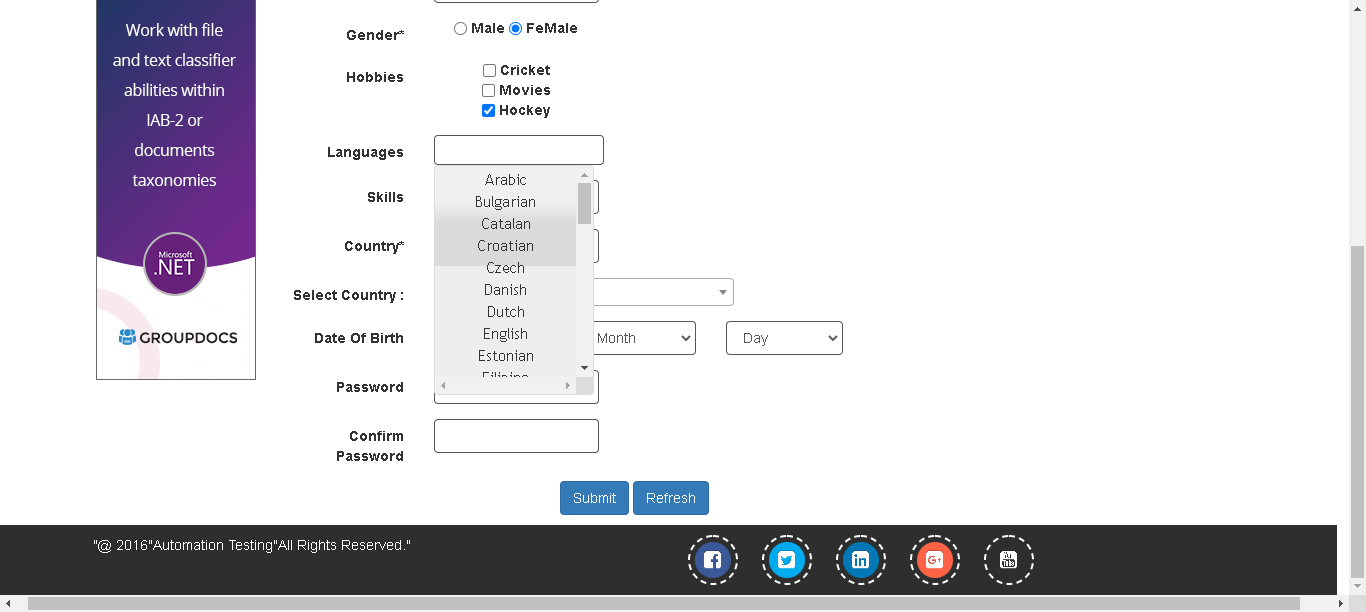 Work with file
and text classifier
abilities within
IAB-2 or
documents
taxonomies
Microsoft
.NET
GROUPDOCS
Gender*
Male FeMale
Hobbies
Cricket
Movies
Hockey
Languages
Arabic
Bulgarian
Catalan
Croatian
Czech
Danish
Dutch
English
Estonian
Filipino
Skills
Country*
Select Country :
Date Of Birth
Month
Day
Password
Confirm
Password
Submit Refresh
"@ 2016"Automation Testing"All Rights Reserved."